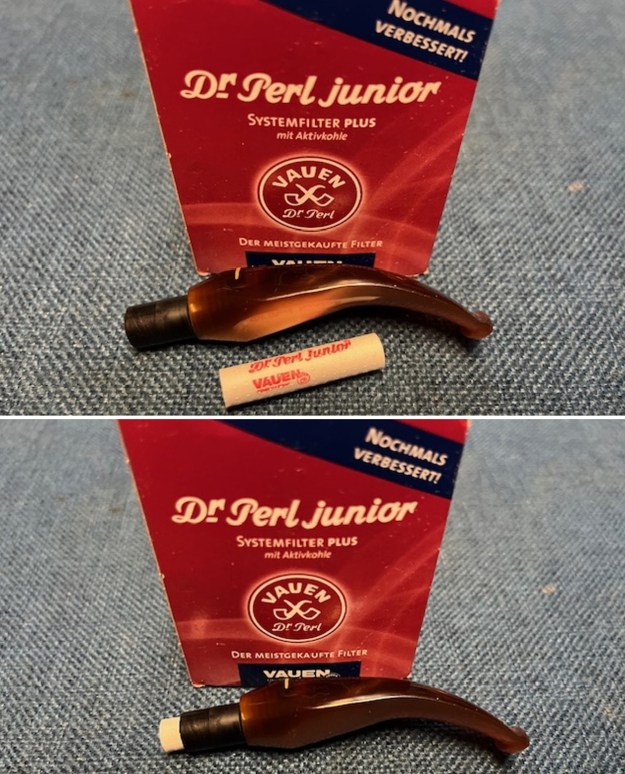 NOCHMALS
VERBESSERT!
Dr Perl junior
SYSTEMFILTER PLUS
mit Aktivkohle
VAUEN
Dr Perl
DER MEISTGEKAUFTE FILTER
VAUEN
Dr Perl Junior
VAUEN
NOCHMALS
VERBESSERT!
Dr Perl junior
SYSTEMFILTER PLUS
mit Aktivkohle
VAUEN
Dr Perl
DER MEISTGEKAUFTE FILTER
VAUEN